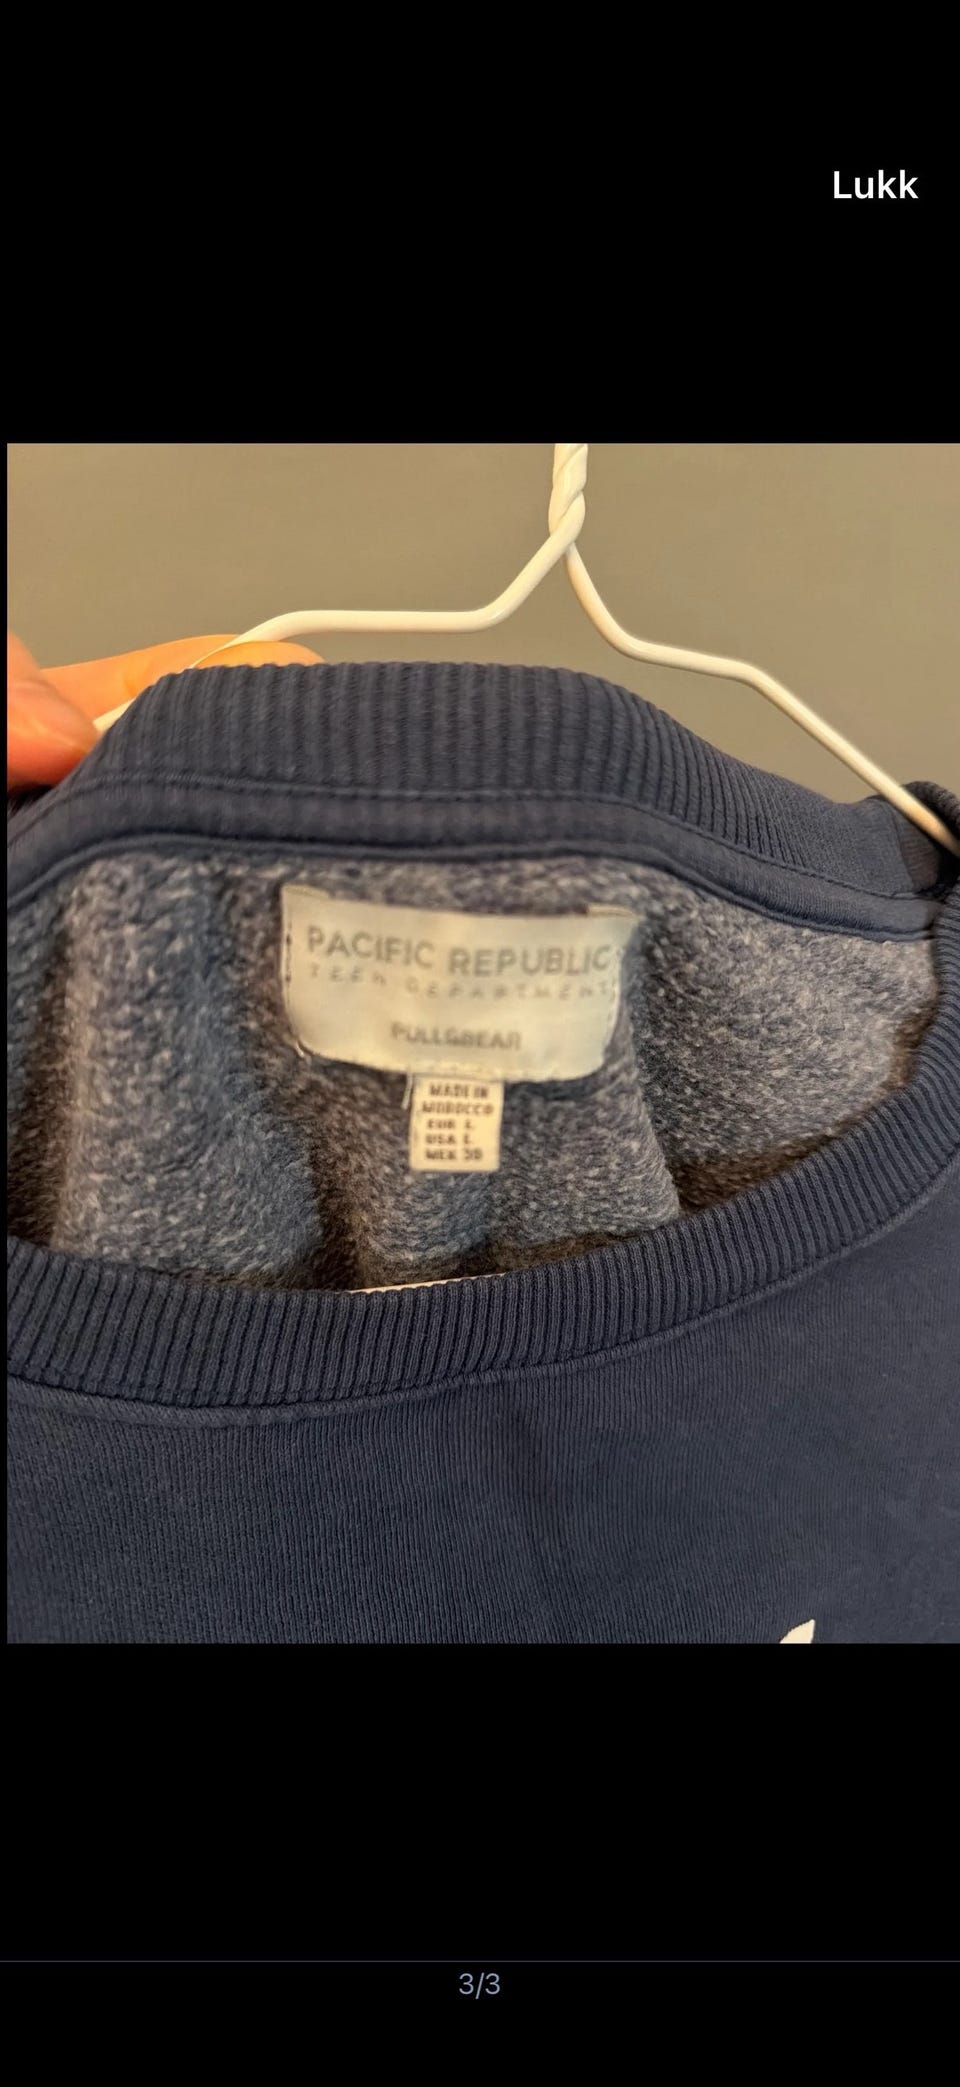 Lukk
PACIFIC REPUBLIC
TEEN DEPARTMENT
PULL&BEAR
MADE IN
MOROCCO
EUR L
USA L
MEX 30
3/3